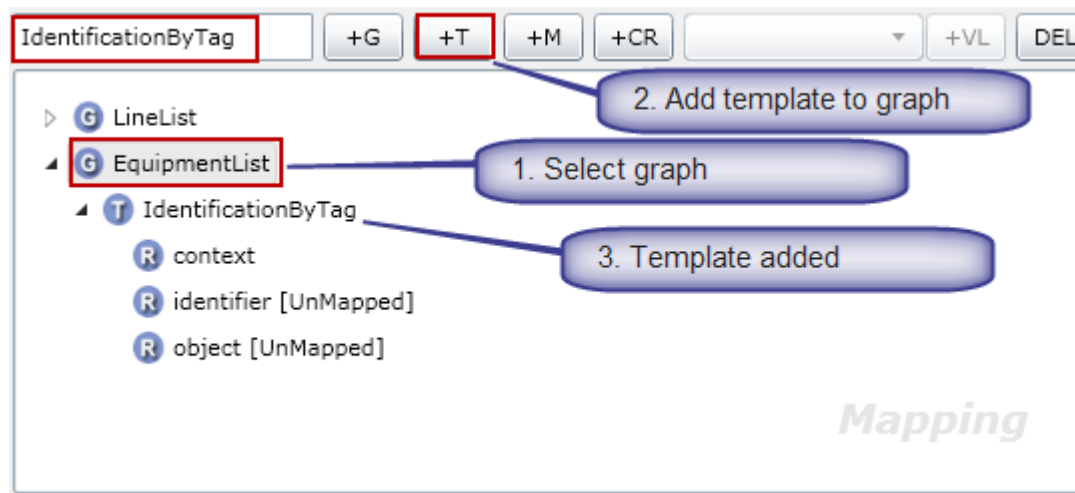 IdentificationByTag +G +T +M +CR +VL DEL
2. Add template to graph
G LineList
G EquipmentList
1. Select graph
T IdentificationByTag
R context
3. Template added
R identifier [UnMapped]
R object [UnMapped]
Mapping